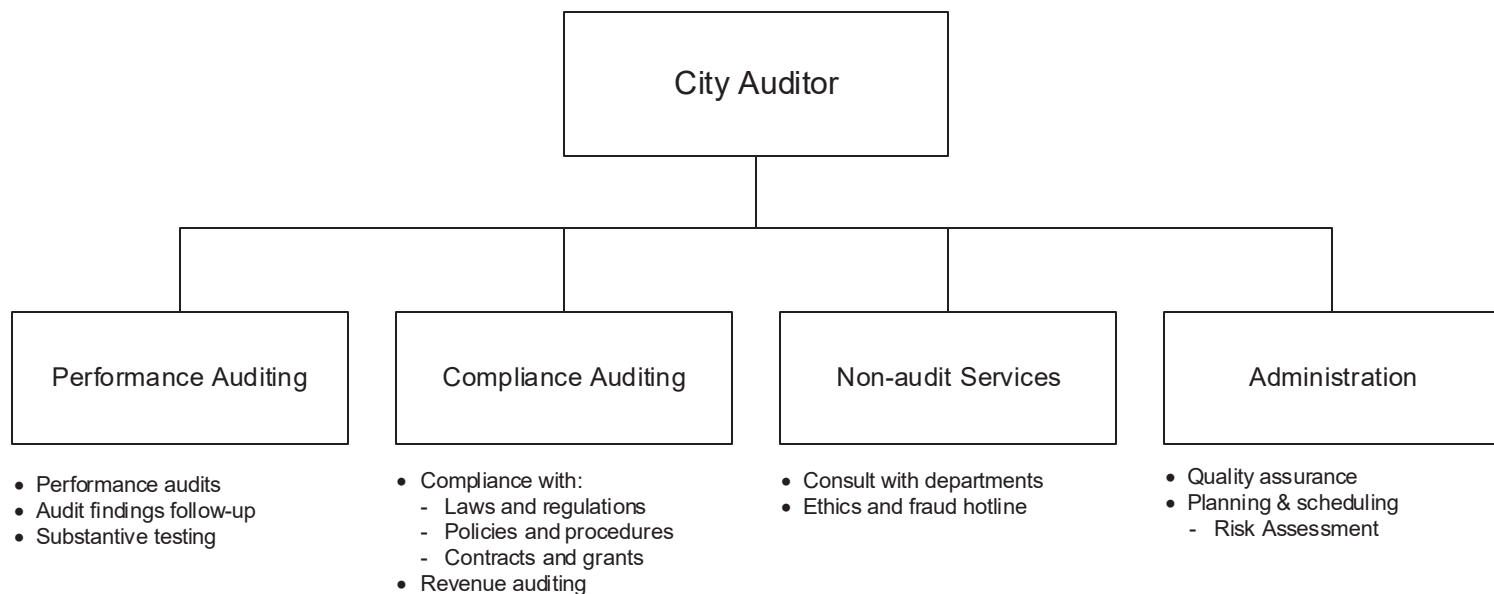 City Auditor
Performance Auditing
Compliance Auditing
Non-audit Services
Administration
• Performance audits
• Audit findings follow-up
• Substantive testing
• Compliance with:
- Laws and regulations
- Policies and procedures
- Contracts and grants
• Revenue auditing
• Consult with departments
• Ethics and fraud hotline
• Quality assurance
• Planning & scheduling
- Risk Assessment